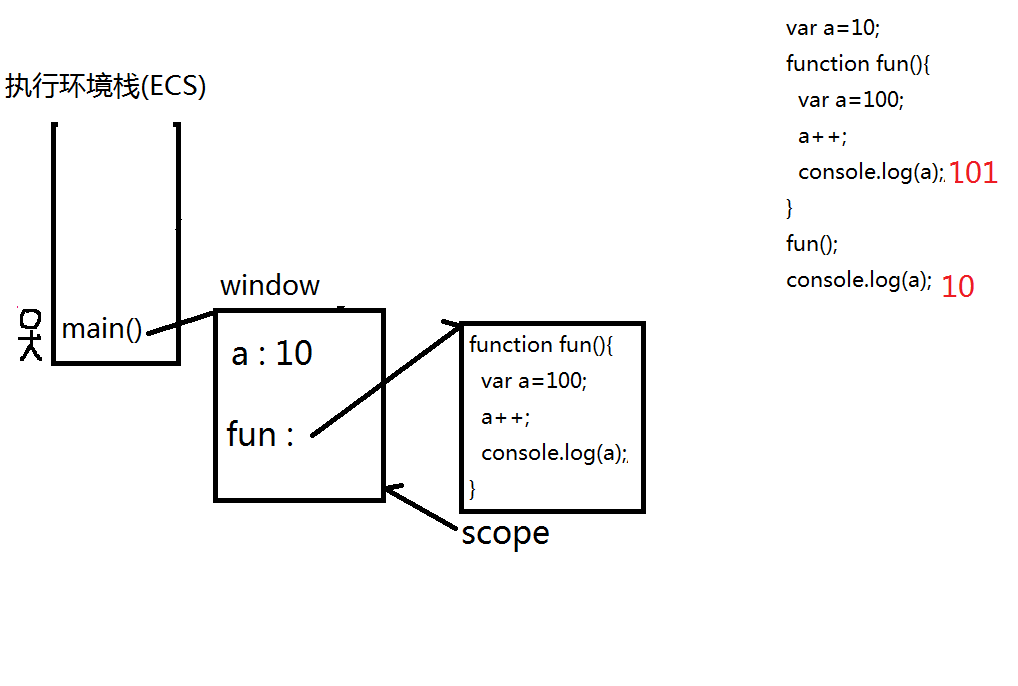 执行环境栈(ECS)
main()
window
a : 10
fun :
function fun(){
var a=100;
a++;
console.log(a);
}
scope
var a=10;
function fun(){
var a=100;
a++;
console.log(a); 101
}
fun();
console.log(a); 10